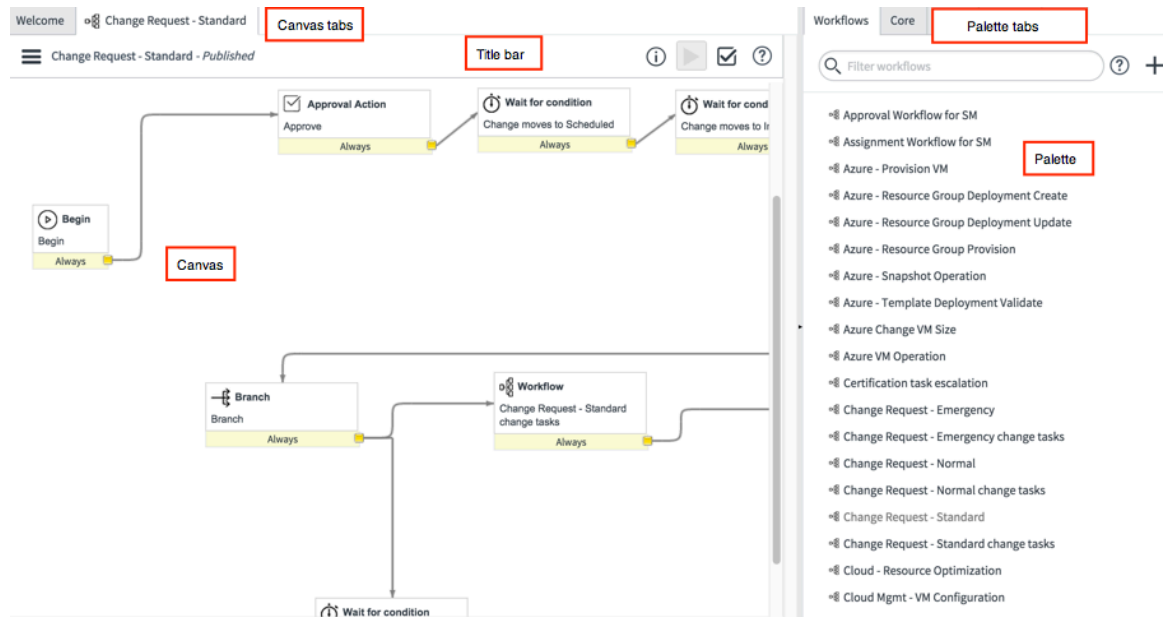 Welcome
Change Request - Standard
Canvas tabs
Workflows
Core
Palette tabs
Change Request - Standard - Published
Title bar
Filter workflows
Approval Action
Approve
Always
Wait for condition
Change moves to Scheduled
Always
Wait for cond
Change moves to I
Always
Begin
Begin
Always
Canvas
Branch
Branch
Always
Workflow
Change Request - Standard
change tasks
Always
Wait for condition
Approval Workflow for SM
Assignment Workflow for SM
Palette
Azure - Provision VM
Azure - Resource Group Deployment Create
Azure - Resource Group Deployment Update
Azure - Resource Group Provision
Azure - Snapshot Operation
Azure - Template Deployment Validate
Azure Change VM Size
Azure VM Operation
Certification task escalation
Change Request - Emergency
Change Request - Emergency change tasks
Change Request - Normal
Change Request - Normal change tasks
Change Request - Standard
Change Request - Standard change tasks
Cloud - Resource Optimization
Cloud Mgmt - VM Configuration